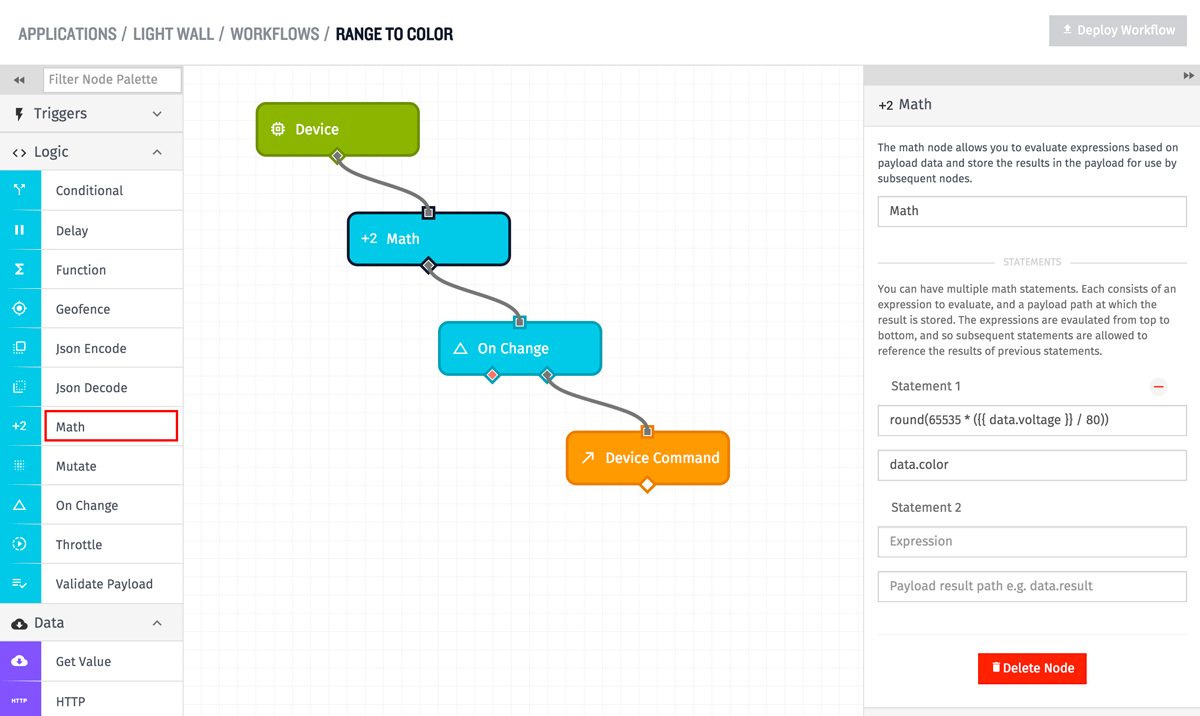 APPLICATIONS / LIGHT WALL / WORKFLOWS / RANGE TO COLOR
Deploy Workflow
Filter Node Palette
Triggers
Logic
Conditional
Delay
Function
Geofence
Json Encode
Json Decode
+2 Math
Mutate
On Change
Throttle
Validate Payload
Data
Get Value
HTTP HTTP
Device
+2 Math
On Change
Device Command
+2 Math
The math node allows you to evaluate expressions based on
payload data and store the results in the payload for use by
subsequent nodes.
Math
STATEMENTS
You can have multiple math statements. Each consists of an
expression to evaluate, and a payload path at which the
result is stored. The expressions are evaulated from top to
bottom, and so subsequent statements are allowed to
reference the results of previous statements.
Statement 1
round(65535 * ({{ data.voltage }} / 80))
data.color
Statement 2
Expression
Payload result path e.g. data.result
Delete Node